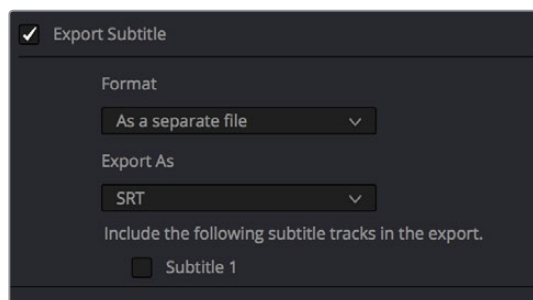 Export Subtitle
Format
As a separate file
Export As
SRT
Include the following subtitle tracks in the export.
Subtitle 1